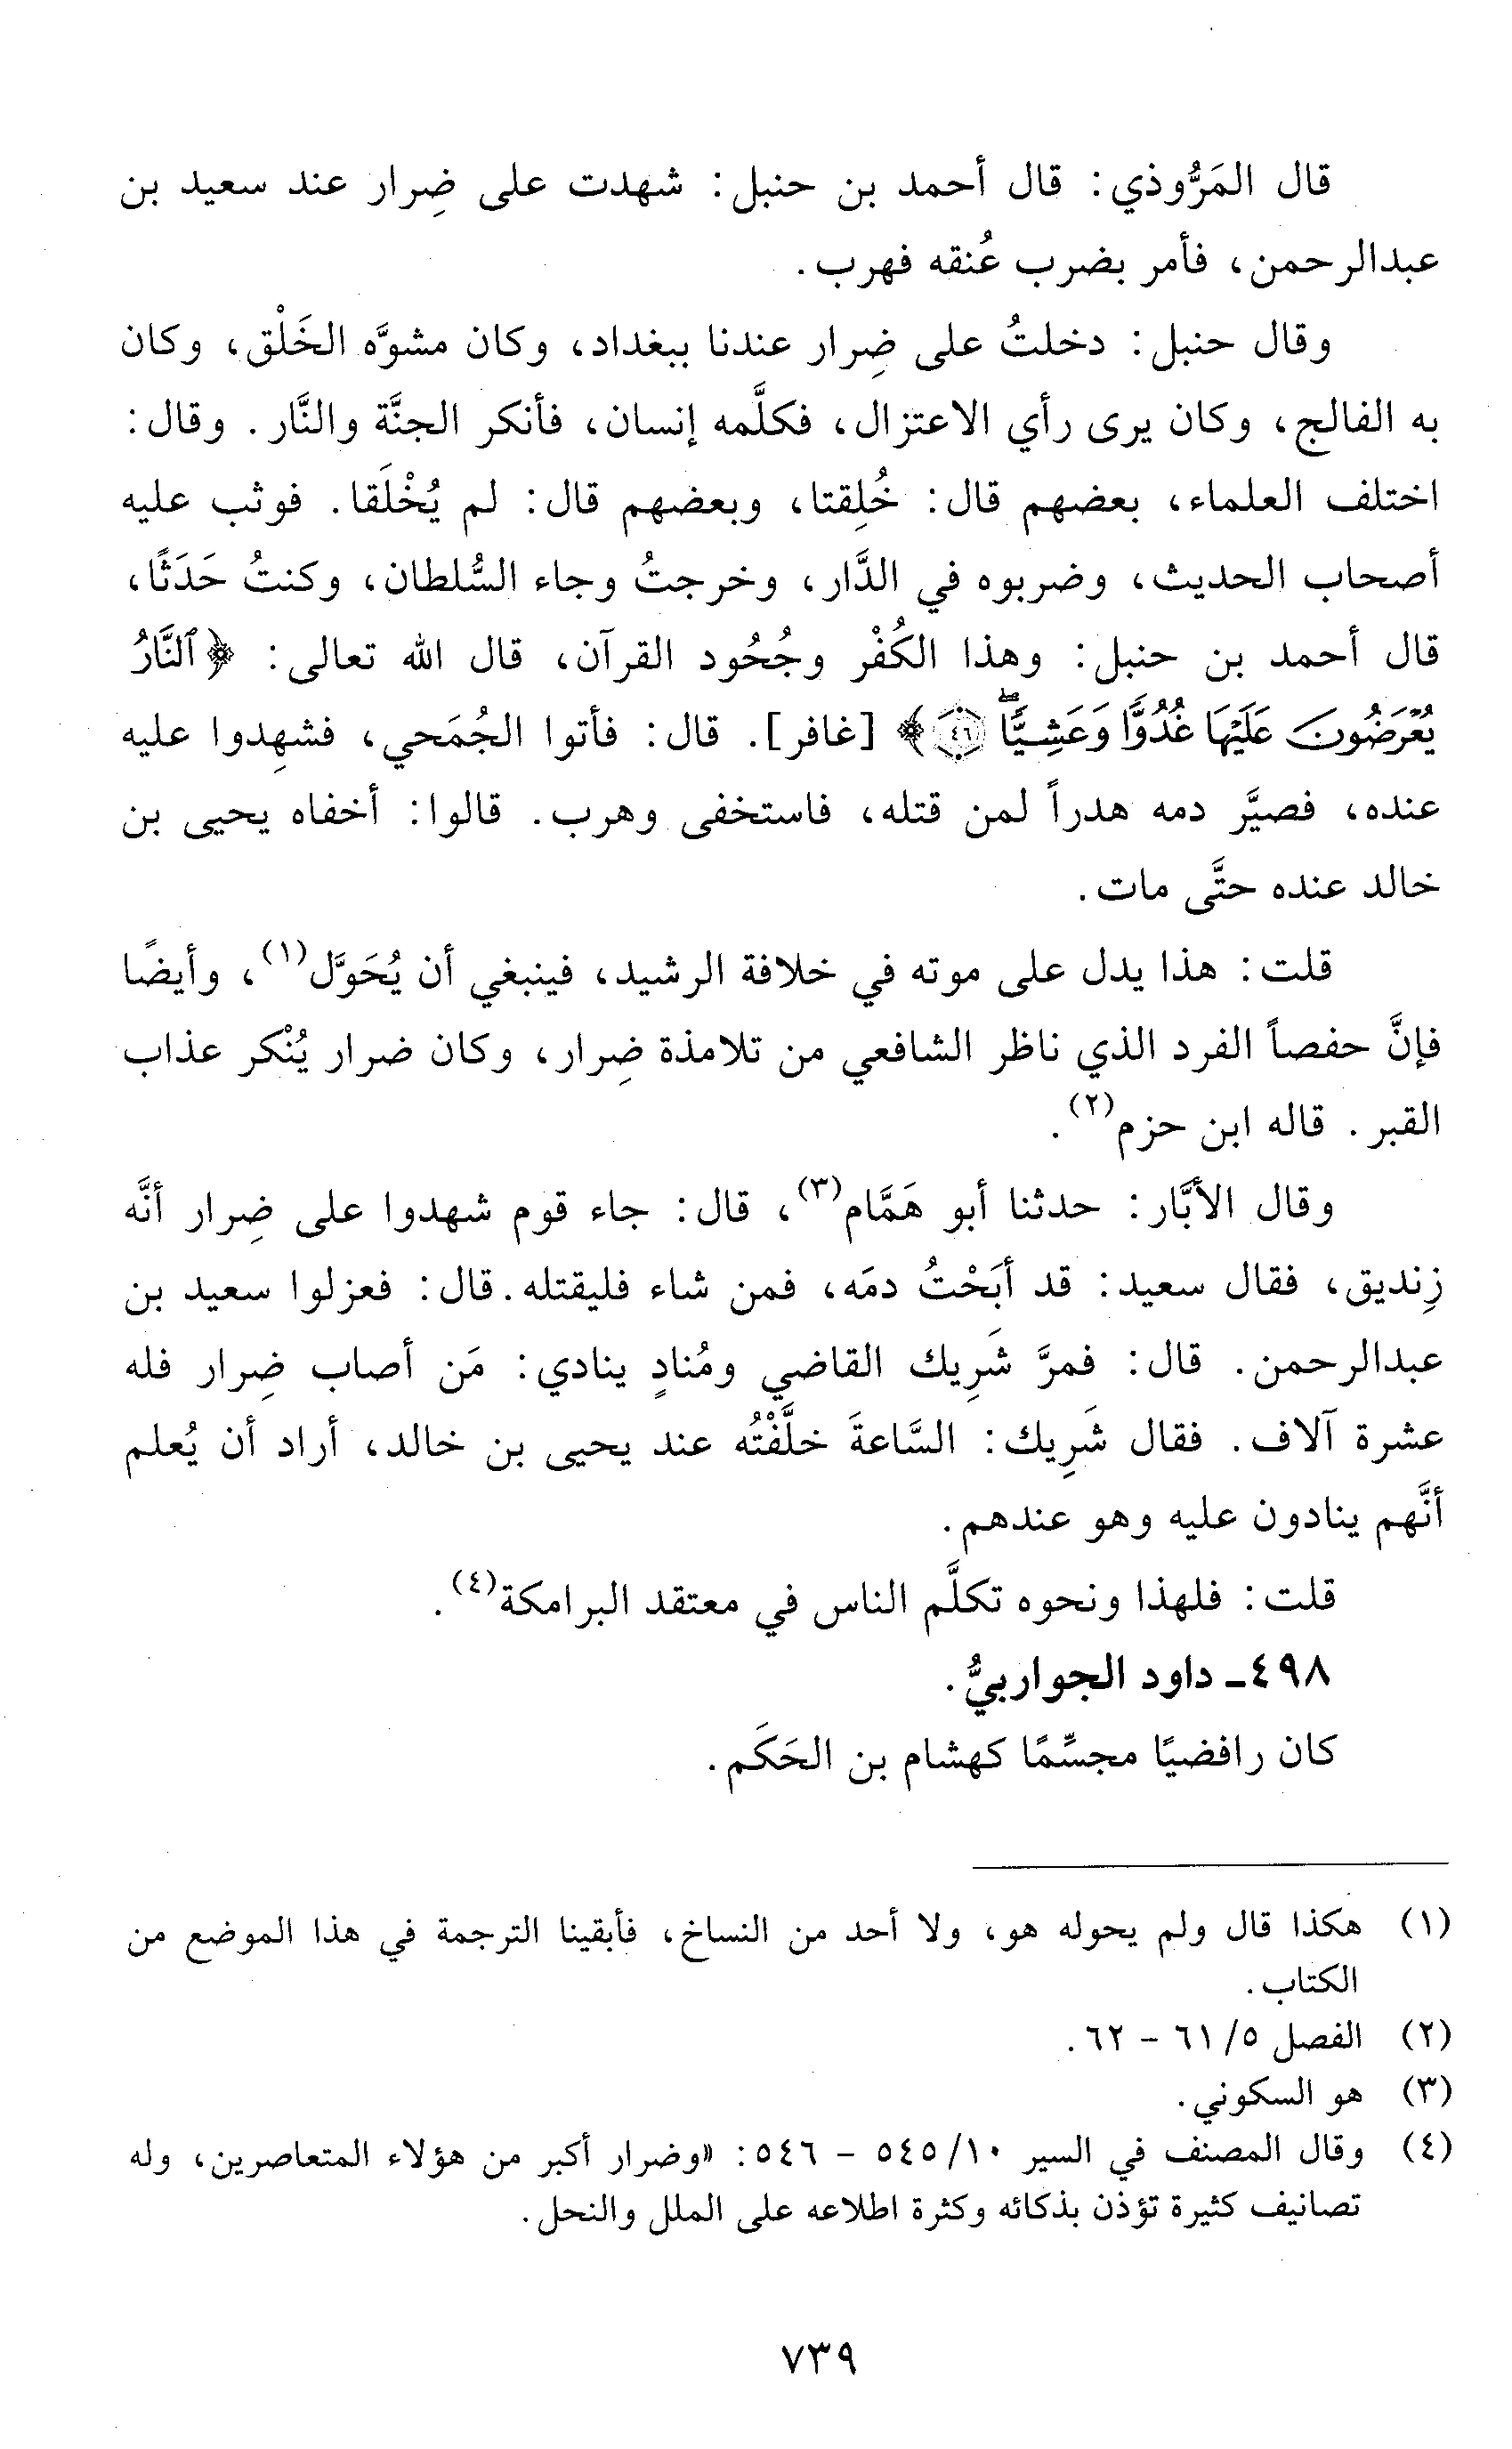 قال المَرُّوذي: قال أحمد بن حنبل: شهدت على ضِرار عند سعيد بن
عبدالرحمن، فأمر بضرب عُنقه فهرب.
وقال حنبل: دخلتُ على ضِرار عندنا ببغداد، وكان مشوَّه الخَلْق، وكان
به الفالج، وكان يرى رأي الاعتزال، فكلَّمه إنسان، فأنكر الجنَّة والنَّار. وقال:
اختلف العلماء، بعضهم قال: خُلِقتا، وبعضهم قال: لم يُخْلَقا. فوثب عليه
أصحاب الحديث، وضربوه في الدَّار، وخرجتُ وجاء السُّلطان، وكنتُ حَدَثًا،
قال أحمد بن حنبل: وهذا الكُفْر وجُحُود القرآن، قال الله تعالى: ﴿ٱلنَّارُ
يُعْرَضُونَ عَلَيْهَا غُدُوًّا وَعَشِيًّاۖ ٤٦﴾ [غافر]. قال: فأتوا الجُمَحي، فشهِدوا عليه
عنده، فصيَّر دمه هدراً لمن قتله، فاستخفى وهرب. قالوا: أخفاه يحيى بن
خالد عنده حتَّى مات.
قلت: هذا يدل على موته في خلافة الرشيد، فينبغي أن يُحَوَّل(١)، وأيضًا
فإنَّ حفصاً الفرد الذي ناظر الشافعي من تلامذة ضِرار، وكان ضرار يُنْكر عذاب
القبر. قاله ابن حزم(٢).
وقال الأبَّار: حدثنا أبو هَمَّام(٣)، قال: جاء قوم شهدوا على ضِرار أنَّه
زِنديق، فقال سعيد: قد أبَحْتُ دمَه، فمن شاء فليقتله. قال: فعزلوا سعيد بن
عبدالرحمن. قال: فمرَّ شَرِيك القاضي ومُنادٍ ينادي: مَن أصاب ضِرار فله
عشرة آلاف. فقال شَرِيك: السَّاعةَ خلَّفْتُه عند يحيى بن خالد، أراد أن يُعلم
أنَّهم ينادون عليه وهو عندهم.
قلت: فلهذا ونحوه تكلَّم الناس في معتقد البرامكة(٤).
٤٩٨- داود الجواربيُّ.
كان رافضيًا مجسِّمًا كهشام بن الحَكَم.
(١) هكذا قال ولم يحوله هو، ولا أحد من النساخ، فأبقينا الترجمة في هذا الموضع من
الكتاب.
(٢) الفصل ٥/ ٦١ - ٦٢.
(٣) هو السكوني.
(٤) وقال المصنف في السير ١٠/ ٥٤٥ - ٥٤٦: «وضرار أكبر من هؤلاء المتعاصرين، وله
تصانيف كثيرة تؤذن بذكائه وكثرة اطلاعه على الملل والنحل.
٧٣٩